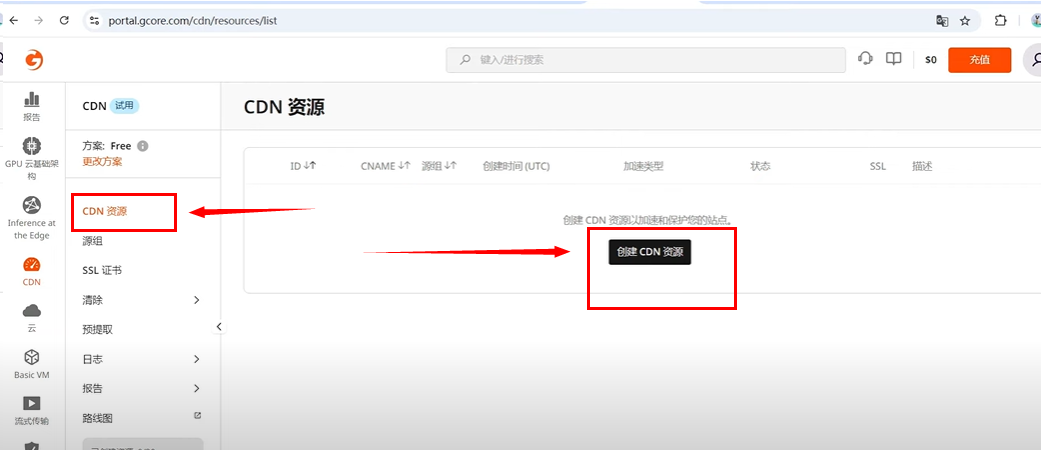 portal.gcore.com/cdn/resources/list
键入/进行搜索
$0
充值
报告
GPU 云基础架构
Inference at the Edge
CDN
云
Basic VM
流式传输
CDN 试用
方案: Free
更改方案
CDN 资源
源组
SSL 证书
清除
预提取
日志
报告
路线图
CDN 资源
ID CNAME 源组 创建时间 (UTC) 加速类型 状态 SSL 描述
创建 CDN 资源以加速和保护您的站点。
创建 CDN 资源